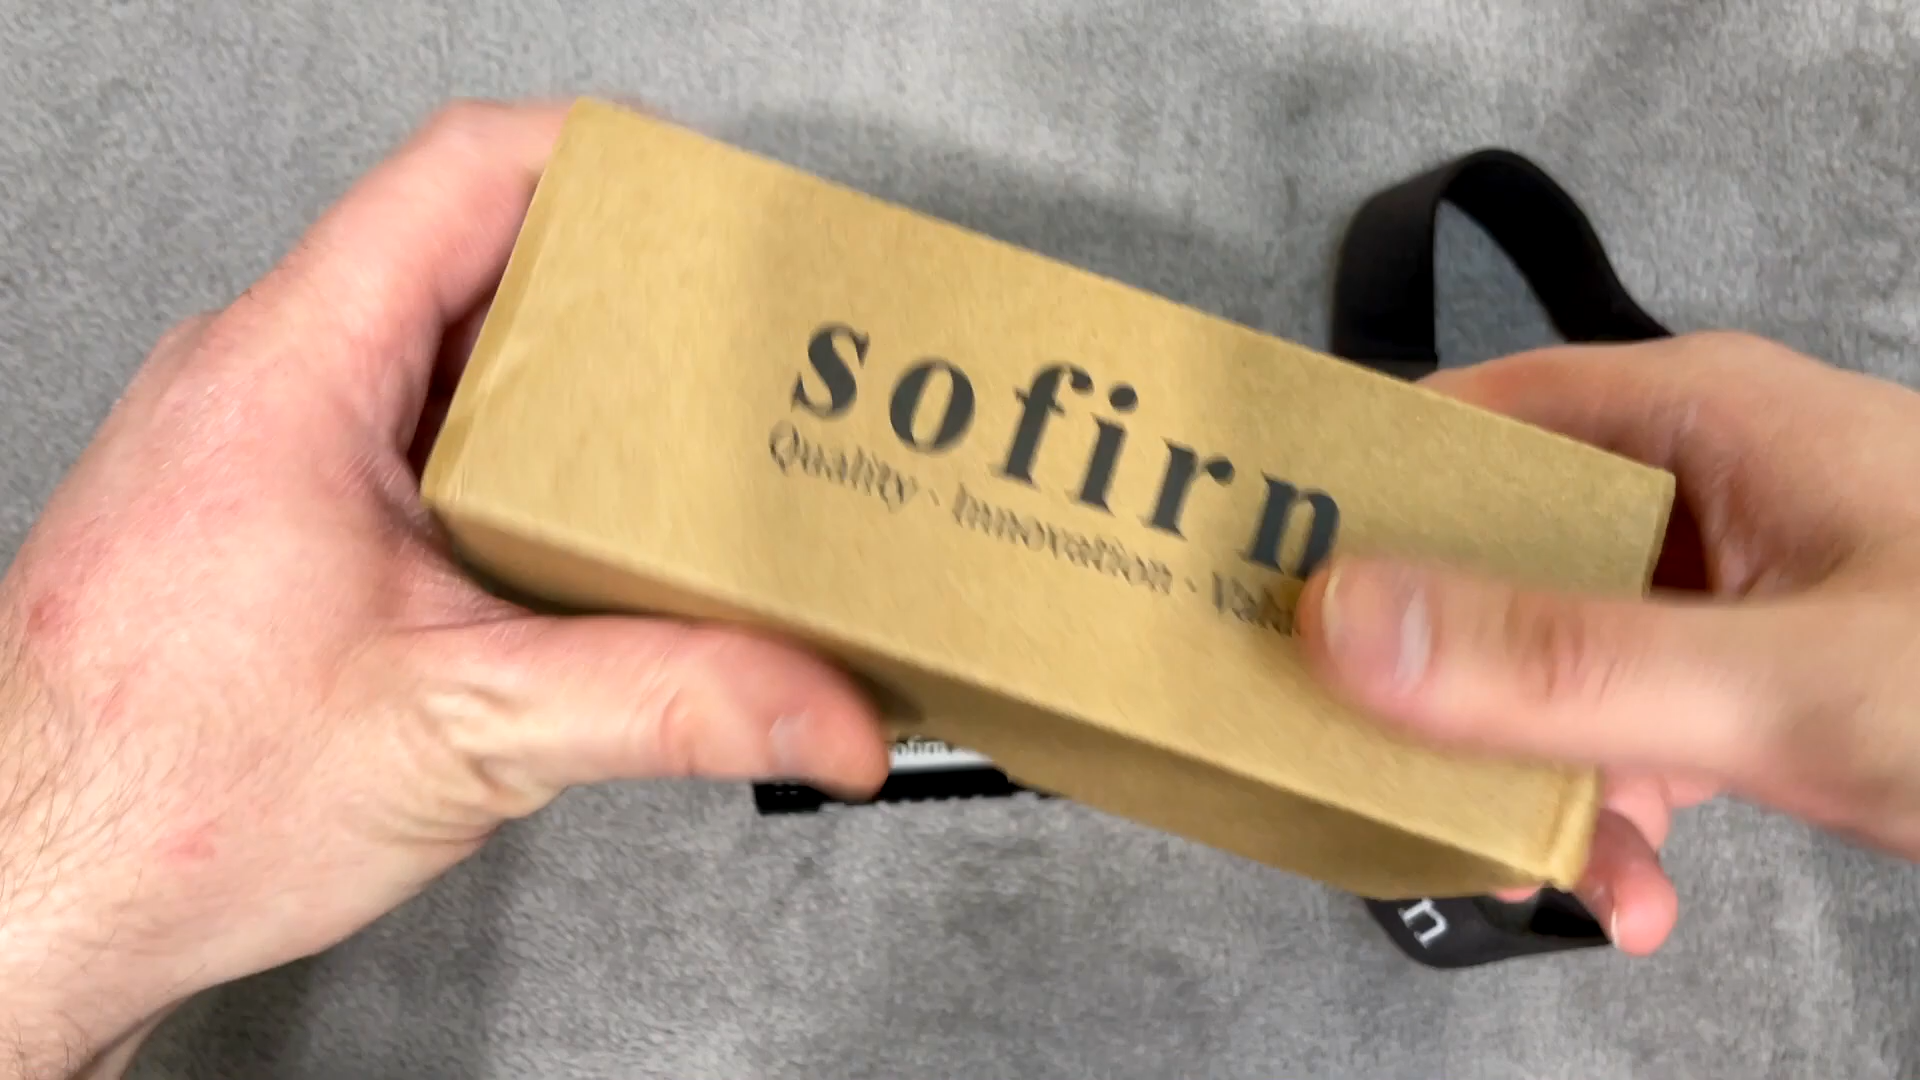 sofirn
Quality · Innovation ·
n